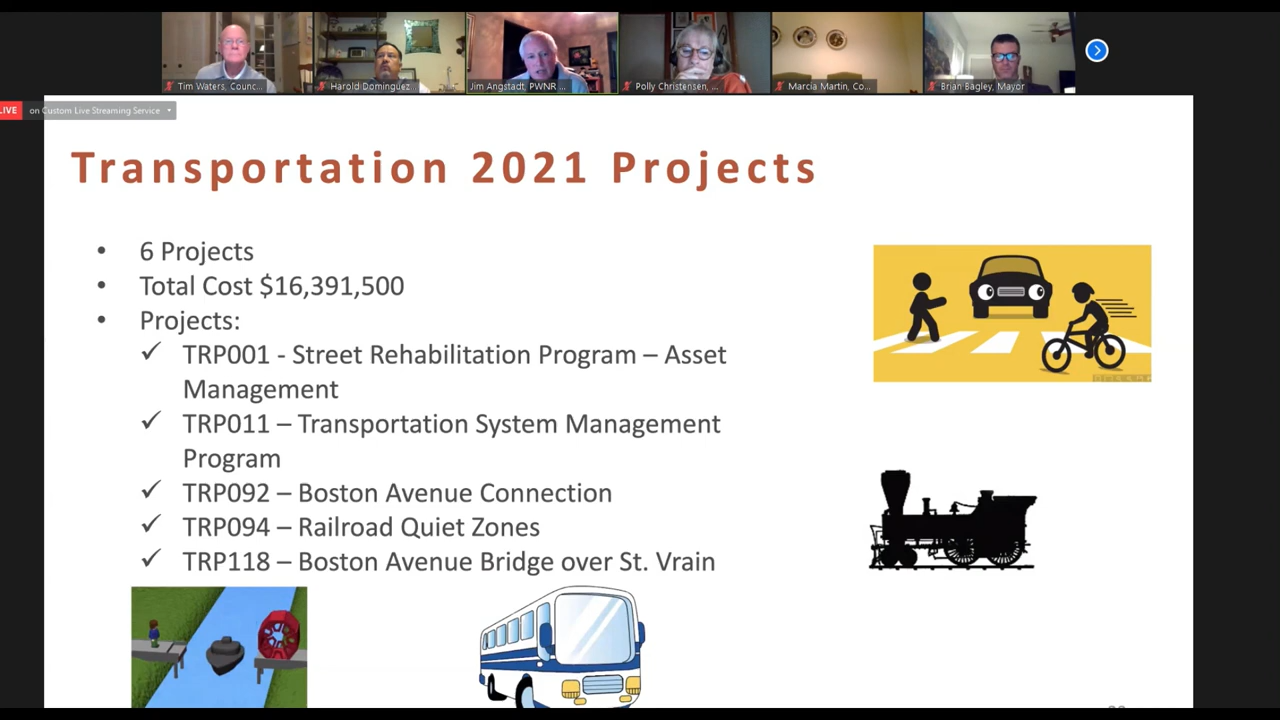 Tim Waters, Counc...
Harold Dominguez...
Jim Angstadt, PWNR ...
Polly Christensen, ...
Marcia Martin, Co...
Brian Bagley, Mayor
LIVE
on Custom Live Streaming Service
Transportation 2021 Projects
• 6 Projects
• Total Cost $16,391,500
• Projects:
✓ TRP001 - Street Rehabilitation Program – Asset
Management
✓ TRP011 – Transportation System Management
Program
✓ TRP092 – Boston Avenue Connection
✓ TRP094 – Railroad Quiet Zones
✓ TRP118 – Boston Avenue Bridge over St. Vrain